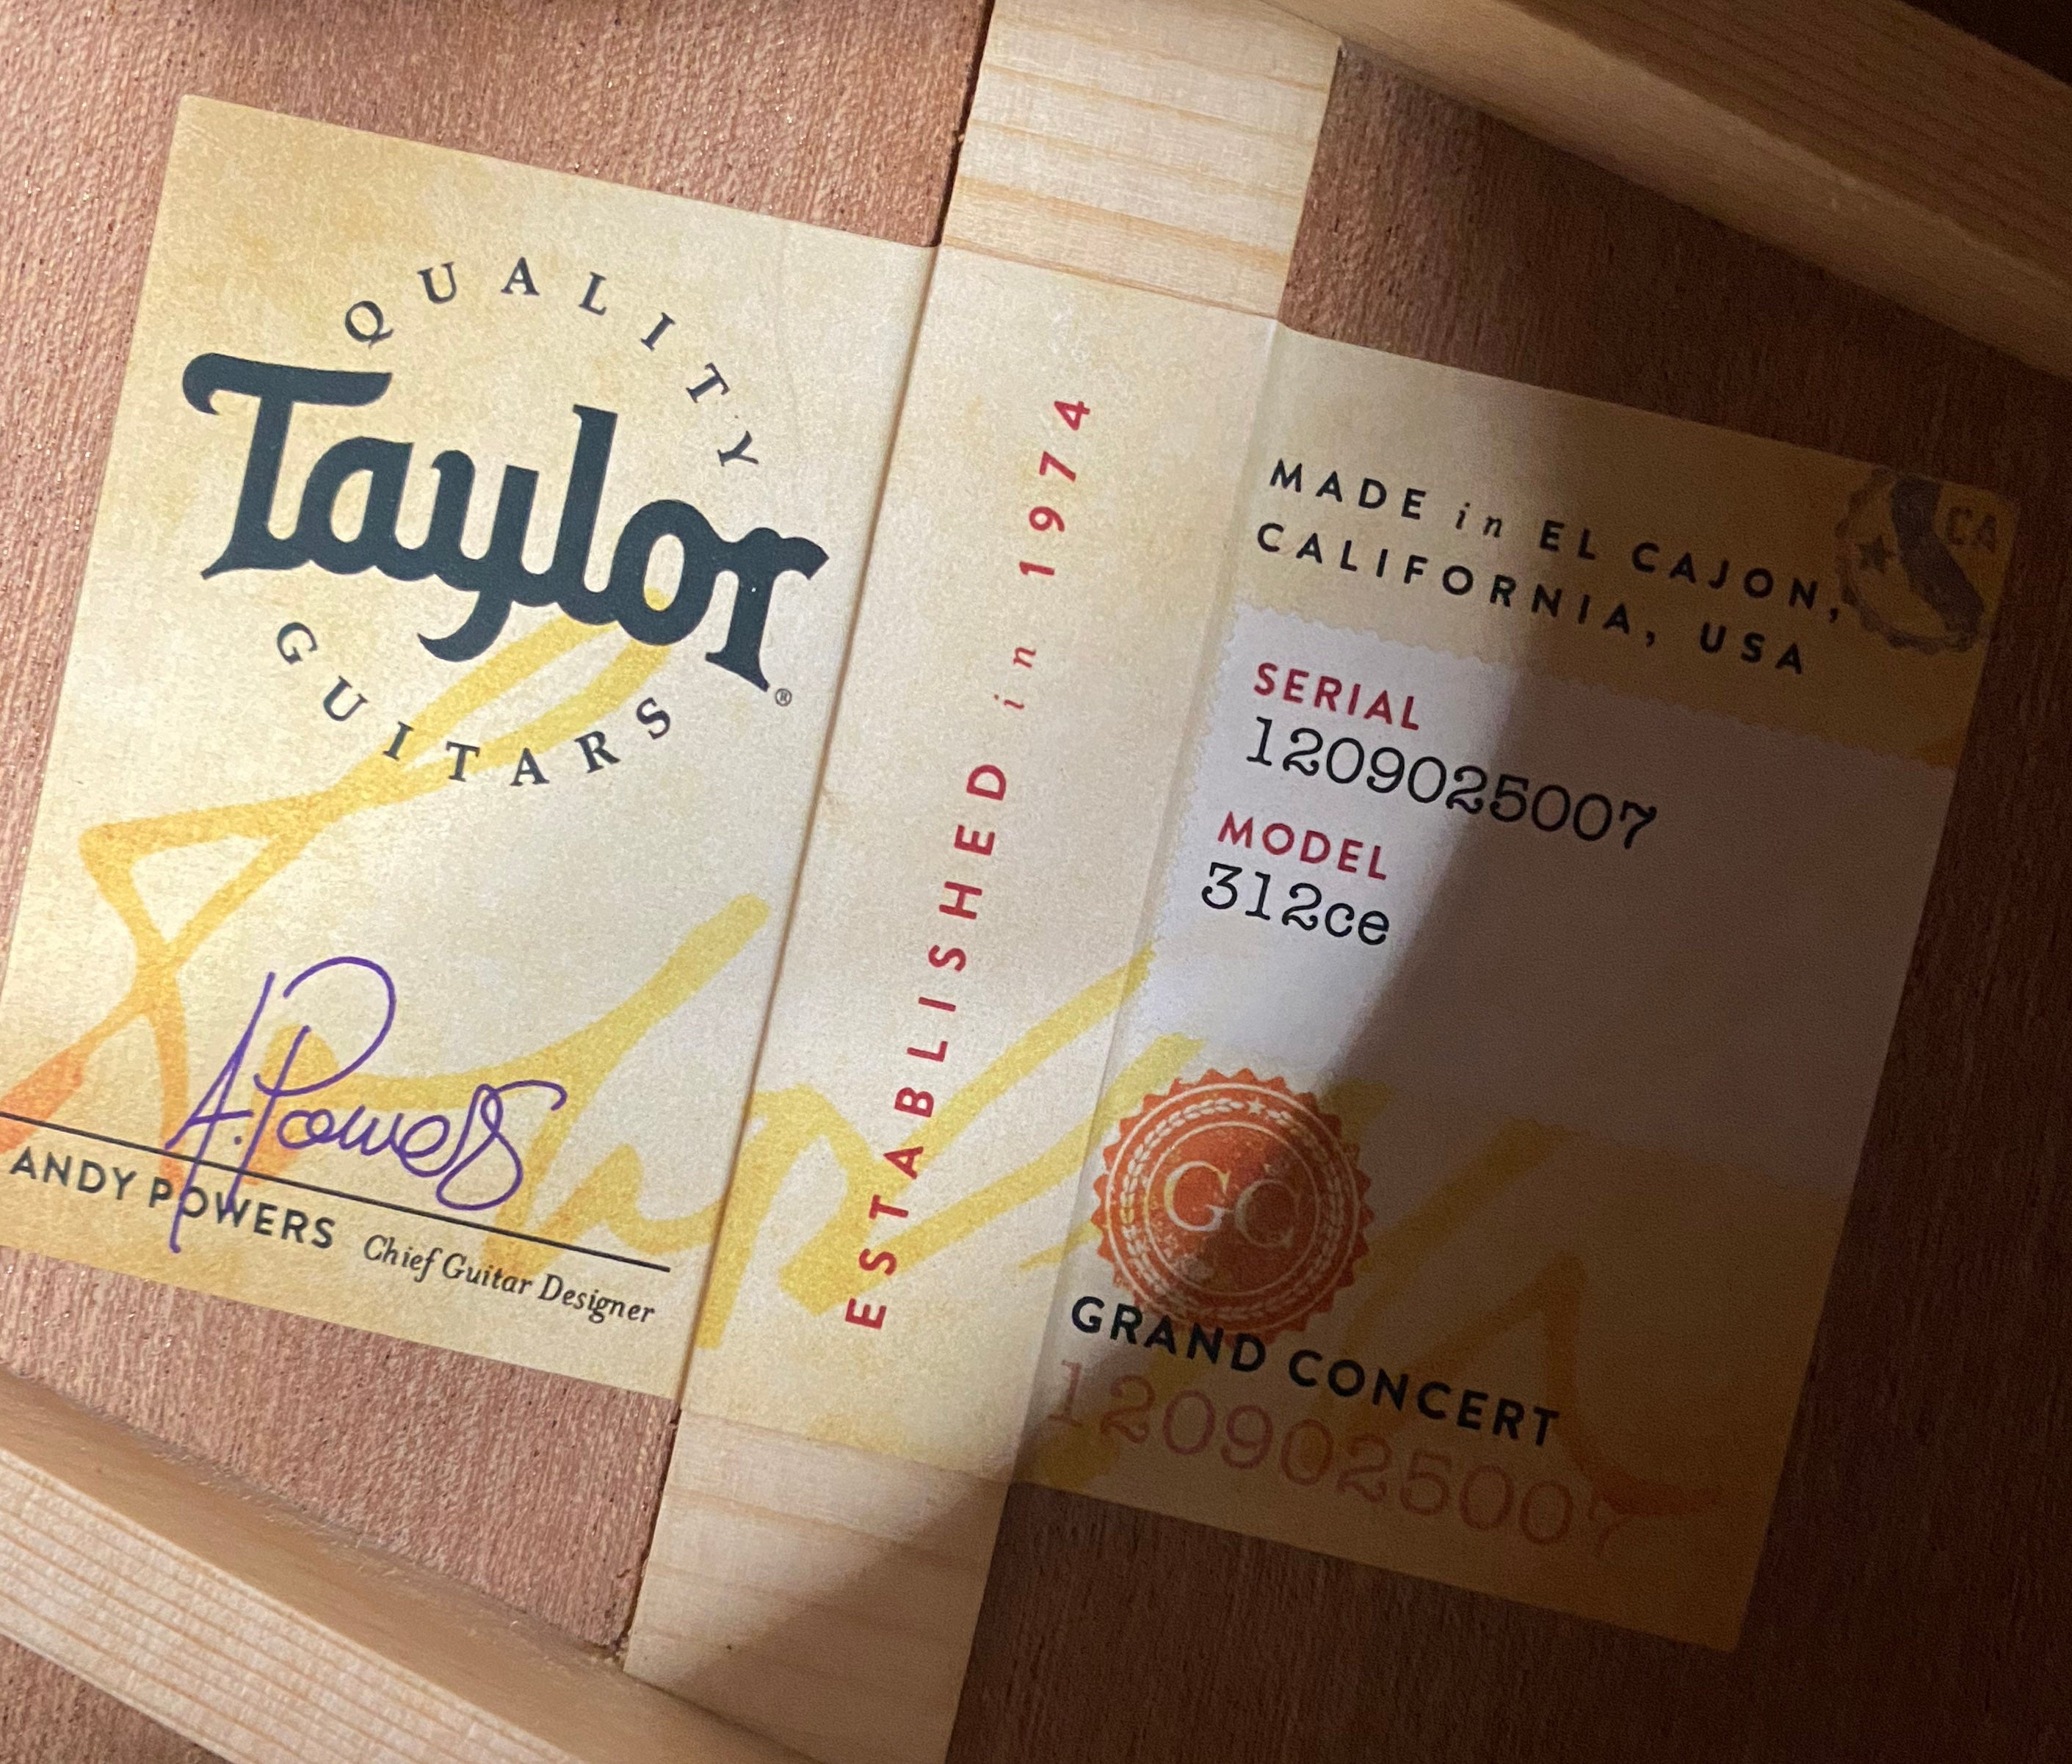 QUALITY
Taylor®
GUITARS
A. Powers
ANDY POWERS Chief Guitar Designer
ESTABLISHED in 1974
MADE in EL CAJON,
CALIFORNIA, USA
CA
SERIAL
1209025007
MODEL
312ce
GC
GRAND CONCERT
1209025007